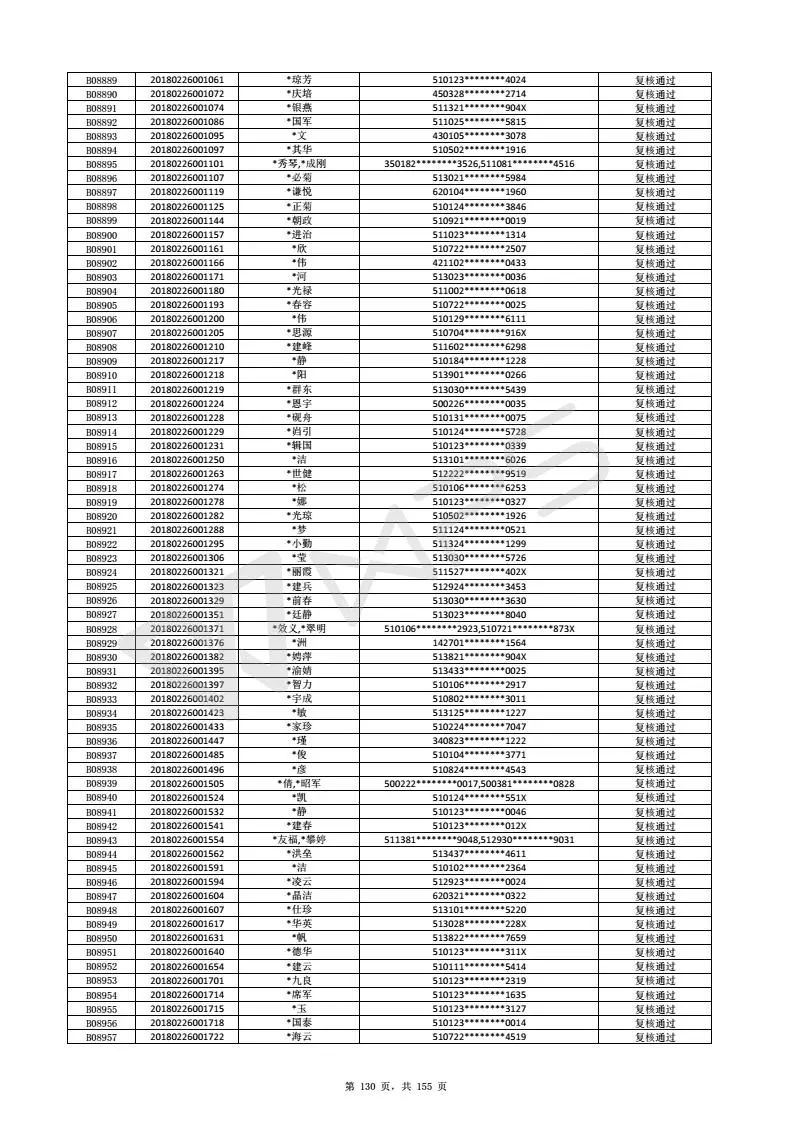 B08889 20180226001061 *琼芳 510123********4024 复核通过
B08890 20180226001072 *庆培 450328********2714 复核通过
B08891 20180226001074 *银燕 511321********904X 复核通过
B08892 20180226001086 *国军 511025********5815 复核通过
B08893 20180226001095 *文 430105********3078 复核通过
B08894 20180226001097 *其华 510502********1916 复核通过
B08895 20180226001101 *秀琴,*成刚 350182********3526,511081********4516 复核通过
B08896 20180226001107 *必菊 513021********5984 复核通过
B08897 20180226001119 *谦悦 620104********1960 复核通过
B08898 20180226001125 *正菊 510124********3846 复核通过
B08899 20180226001144 *朝政 510921********0019 复核通过
B08900 20180226001157 *进治 511023********1314 复核通过
B08901 20180226001161 *欣 510722********2507 复核通过
B08902 20180226001166 *伟 421102********0433 复核通过
B08903 20180226001171 *河 513023********0036 复核通过
B08904 20180226001180 *光禄 511002********0618 复核通过
B08905 20180226001193 *春容 510722********0025 复核通过
B08906 20180226001200 *伟 510129********6111 复核通过
B08907 20180226001205 *思源 510704********916X 复核通过
B08908 20180226001210 *建峰 511602********6298 复核通过
B08909 20180226001217 *静 510184********1228 复核通过
B08910 20180226001218 *阳 513901********0266 复核通过
B08911 20180226001219 *群东 513030********5439 复核通过
B08912 20180226001224 *恩宇 500226********0035 复核通过
B08913 20180226001228 *砚舟 510131********0075 复核通过
B08914 20180226001229 *引 510124********5728 复核通过
B08915 20180226001231 *辑国 510123********0339 复核通过
B08916 20180226001250 *洁 513101********6026 复核通过
B08917 20180226001263 *世健 512222********9519 复核通过
B08918 20180226001274 *松 510106********6253 复核通过
B08919 20180226001278 *娜 510123********0327 复核通过
B08920 20180226001282 *光琼 510502********1926 复核通过
B08921 20180226001288 *梦 511124********0521 复核通过
B08922 20180226001295 *小勤 511324********1299 复核通过
B08923 20180226001306 *莹 513030********5726 复核通过
B08924 20180226001321 *丽霞 511527********402X 复核通过
B08925 20180226001323 *建兵 512924********3453 复核通过
B08926 20180226001329 *前春 513030********3630 复核通过
B08927 20180226001351 *廷静 513023********8040 复核通过
B08928 20180226001371 *效义,*翠明 510106********2923,510721********873X 复核通过
B08929 20180226001376 *洲 142701********1564 复核通过
B08930 20180226001382 *娉萍 513821********904X 复核通过
B08931 20180226001395 *渝婧 513433********0025 复核通过
B08932 20180226001397 *智力 510106********2917 复核通过
B08933 20180226001402 *宇成 510802********3011 复核通过
B08934 20180226001423 *敏 513125********1227 复核通过
B08935 20180226001433 *家珍 510224********7047 复核通过
B08936 20180226001447 *瑾 340823********1222 复核通过
B08937 20180226001485 *俊 510104********3771 复核通过
B08938 20180226001496 *彦 510824********4543 复核通过
B08939 20180226001505 *倩,*昭军 500222********0017,500381********0828 复核通过
B08940 20180226001524 *凯 510124********551X 复核通过
B08941 20180226001532 *静 510123********0046 复核通过
B08942 20180226001541 *建春 510123********012X 复核通过
B08943 20180226001554 *友福,*攀婷 511381********9048,512930********9031 复核通过
B08944 20180226001562 *洪垒 513437********4611 复核通过
B08945 20180226001591 *洁 510102********2364 复核通过
B08946 20180226001594 *凌云 512923********0024 复核通过
B08947 20180226001604 *晶洁 620321********0322 复核通过
B08948 20180226001607 *仕珍 513101********5220 复核通过
B08949 20180226001617 *华英 513028********228X 复核通过
B08950 20180226001631 *帆 513822********7659 复核通过
B08951 20180226001640 *德华 510123********311X 复核通过
B08952 20180226001654 *建云 510111********5414 复核通过
B08953 20180226001701 *九良 510123********2319 复核通过
B08954 20180226001714 *席军 510123********1635 复核通过
B08955 20180226001715 *玉 510123********3127 复核通过
B08956 20180226001718 *国泰 510123********0014 复核通过
B08957 20180226001722 *海云 510722********4519 复核通过
WPS
第 130 页, 共 155 页